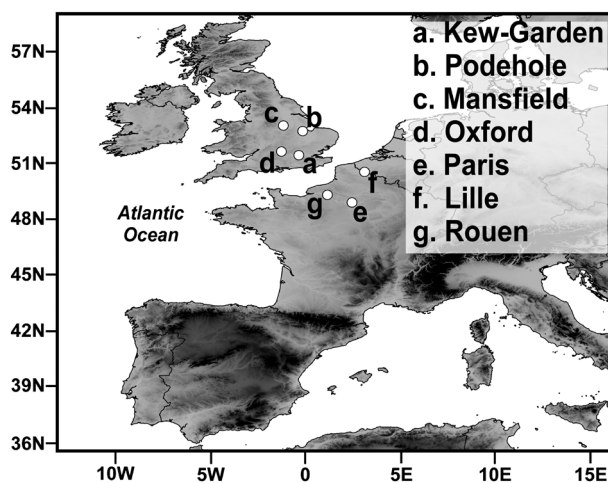 57N
54N
51N
48N
45N
42N
39N
36N
a. Kew-Garden
b. Podehole
c. Mansfield
d. Oxford
e. Paris
f. Lille
g. Rouen
c
b
d
a
f
g
e
Atlantic
Ocean
10W
5W
0
5E
10E
15E